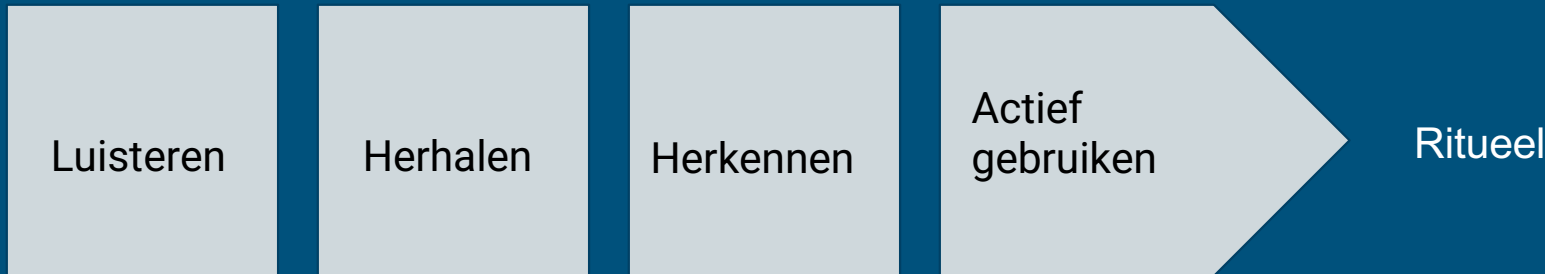 Luisteren
Herhalen
Herkennen
Actief
gebruiken
Ritueel